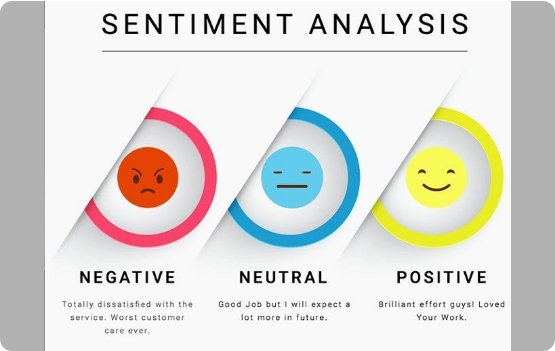 SENTIMENT ANALYSIS
NEGATIVE
Totally dissatisfied with the
service. Worst customer
care ever.
NEUTRAL
Good Job but I will expect a
lot more in future.
POSITIVE
Brilliant effort guys! Loved
Your Work.